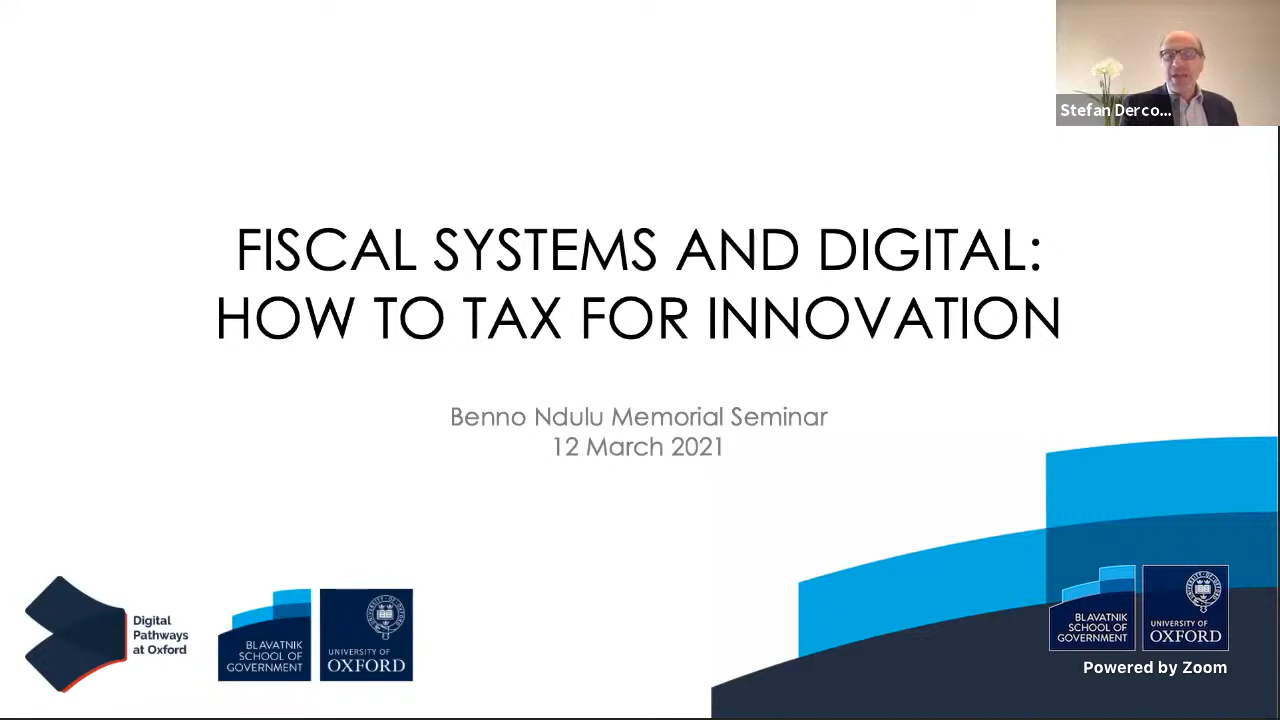 Stefan Derco...
FISCAL SYSTEMS AND DIGITAL:
HOW TO TAX FOR INNOVATION
Benno Ndulu Memorial Seminar
12 March 2021
Digital
Pathways
at Oxford
BLAVATNIK
SCHOOL OF
GOVERNMENT
UNIVERSITY OF
OXFORD
BLAVATNIK
SCHOOL OF
GOVERNMENT
UNIVERSITY OF
OXFORD
Powered by Zoom